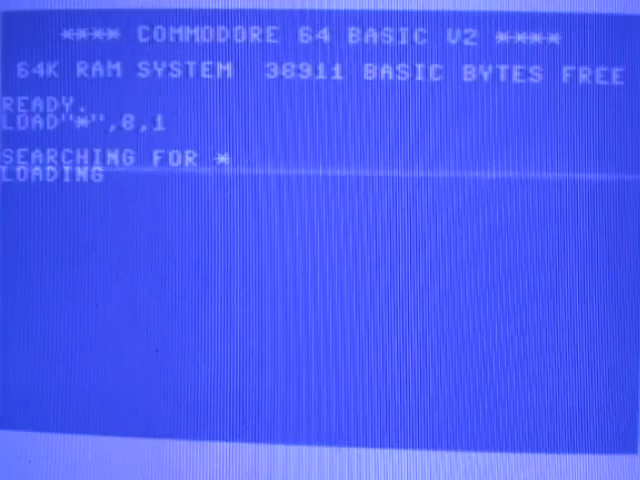 **** COMMODORE 64 BASIC V2 ****
64K RAM SYSTEM 38911 BASIC BYTES FREE
READY.
LOAD"*",8,1
SEARCHING FOR *
LOADING